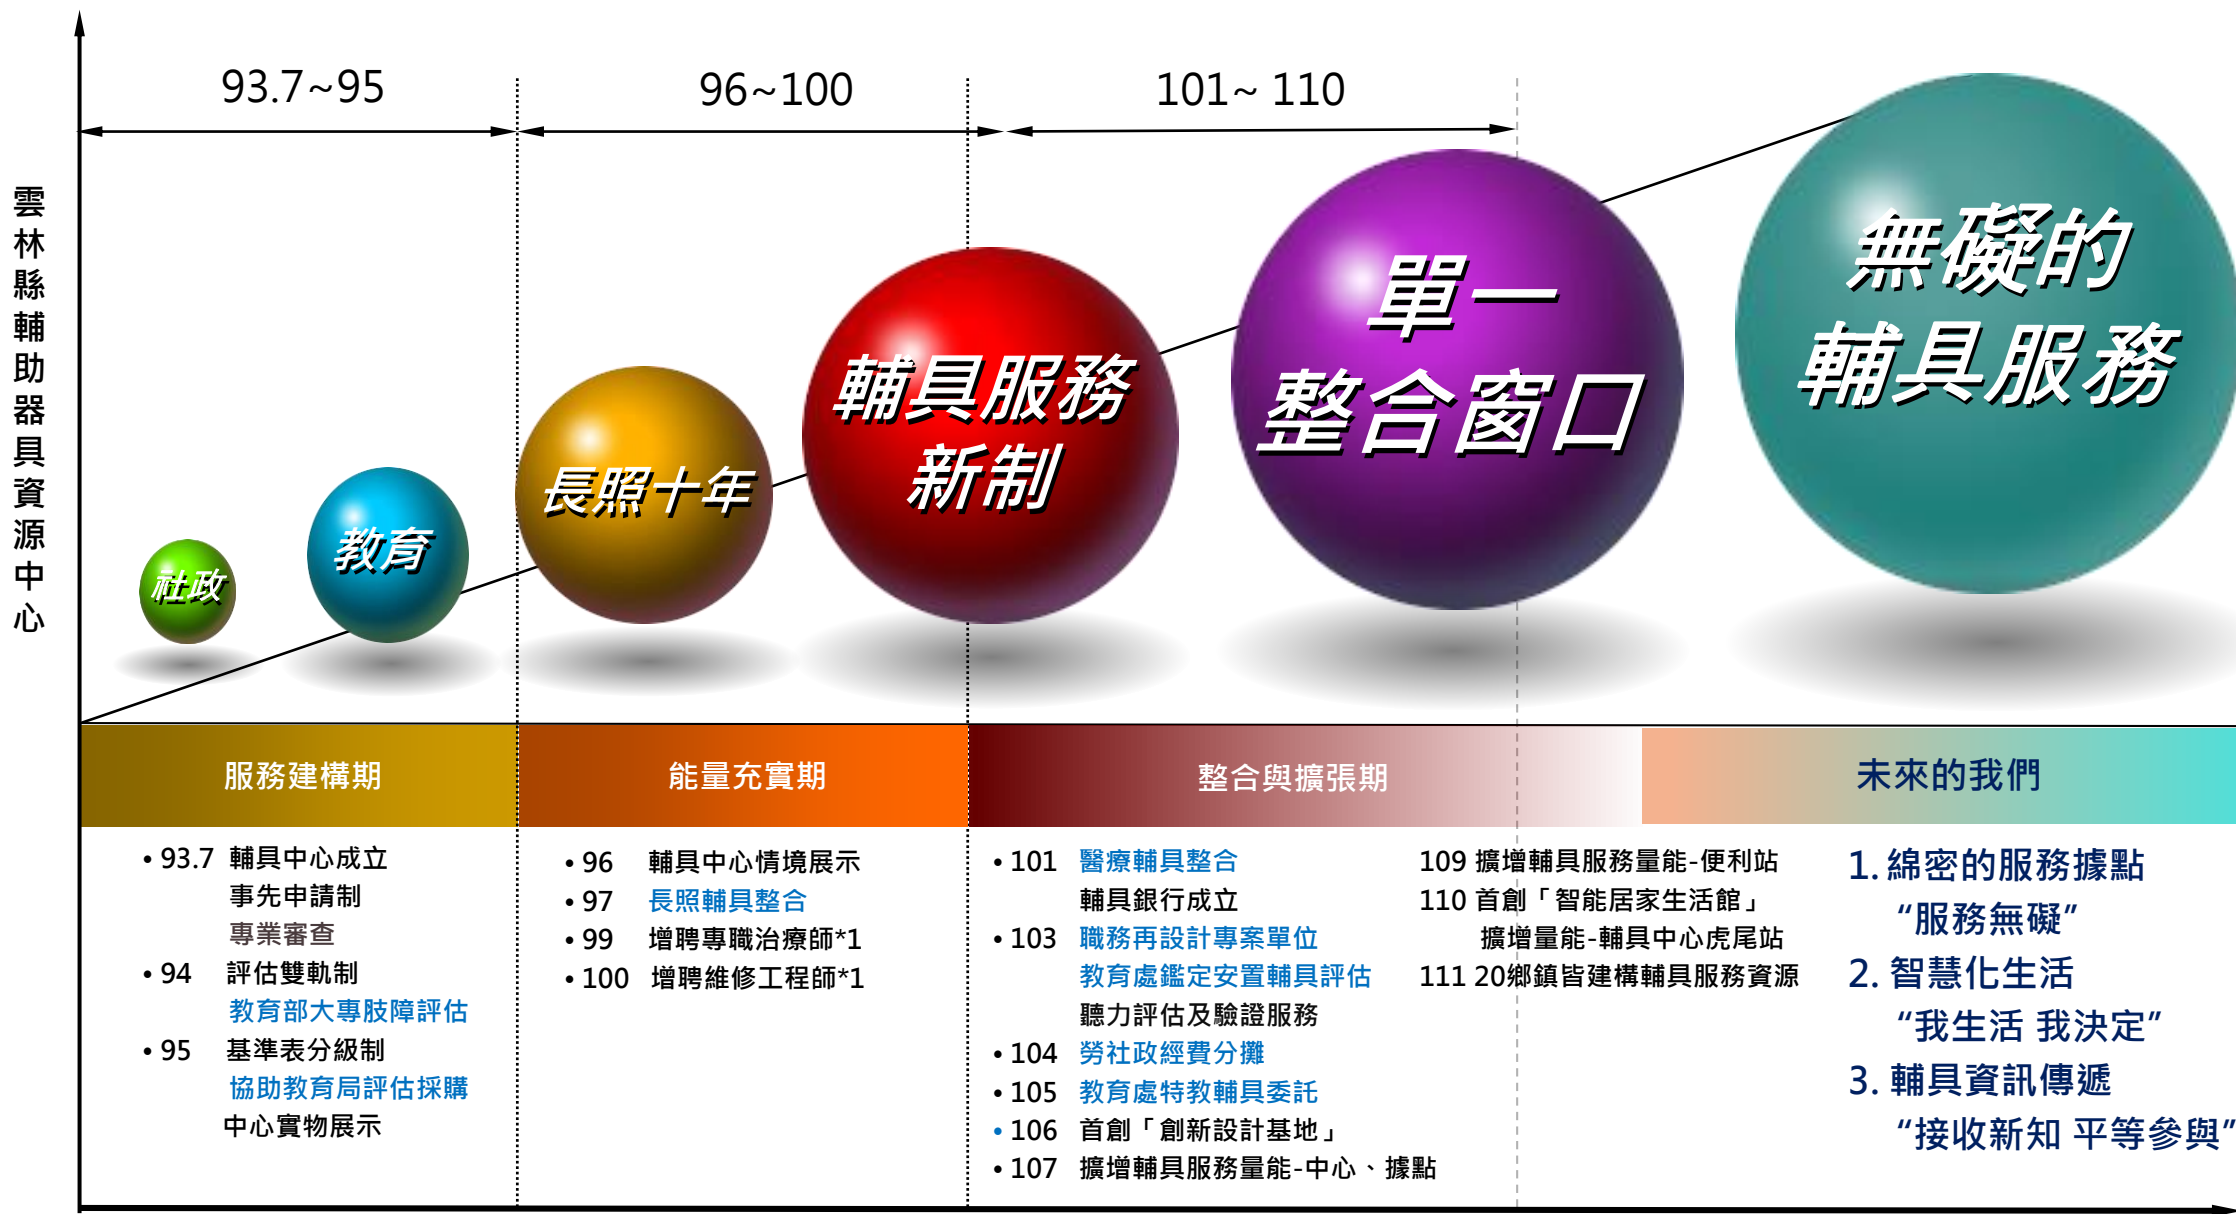 93.7~95
96~100
101~ 110
雲林縣輔助器具資源中心
社政
教育
長照十年
輔具服務
新制
單一
整合窗口
無礙的
輔具服務
服務建構期
• 93.7 輔具中心成立
事先申請制
專業審查
• 94 評估雙軌制
教育部大專肢障評估
• 95 基準表分級制
協助教育局評估採購
中心實物展示
能量充實期
• 96 輔具中心情境展示
• 97 長照輔具整合
• 99 增聘專職治療師*1
• 100 增聘維修工程師*1
整合與擴張期
• 101 醫療輔具整合
輔具銀行成立
• 103 職務再設計專案單位
教育處鑑定安置輔具評估
聽力評估及驗證服務
• 104 勞社政經費分攤
• 105 教育處特教輔具委託
• 106 首創「創新設計基地」
• 107 擴增輔具服務量能-中心、據點
109 擴增輔具服務量能-便利站
110 首創「智能居家生活館」
擴增量能-輔具中心虎尾站
111 20鄉鎮皆建構輔具服務資源
未來的我們
1. 綿密的服務據點
“服務無礙”
2. 智慧化生活
“我生活 我決定”
3. 輔具資訊傳遞
“接收新知 平等參與”